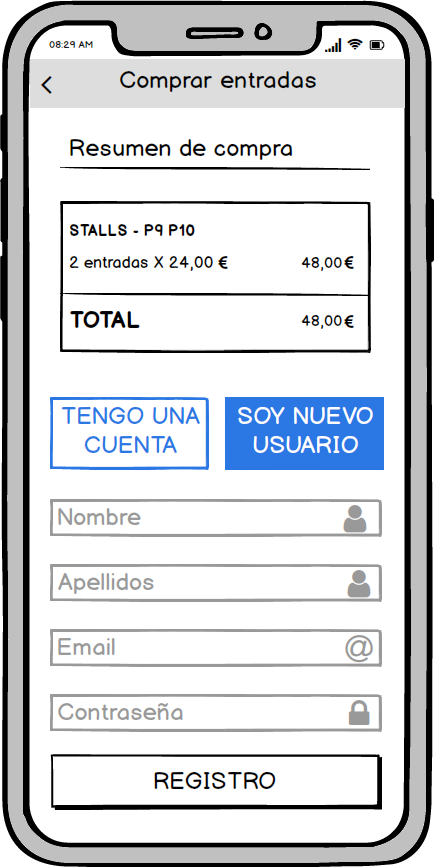 08:29 AM
Comprar entradas
Resumen de compra
STALLS - P9 P10
2 entradas X 24,00 € 48,00 €
TOTAL 48,00 €
TENGO UNA
CUENTA
SOY NUEVO
USUARIO
Nombre
Apellidos
Email @
Contraseña
REGISTRO